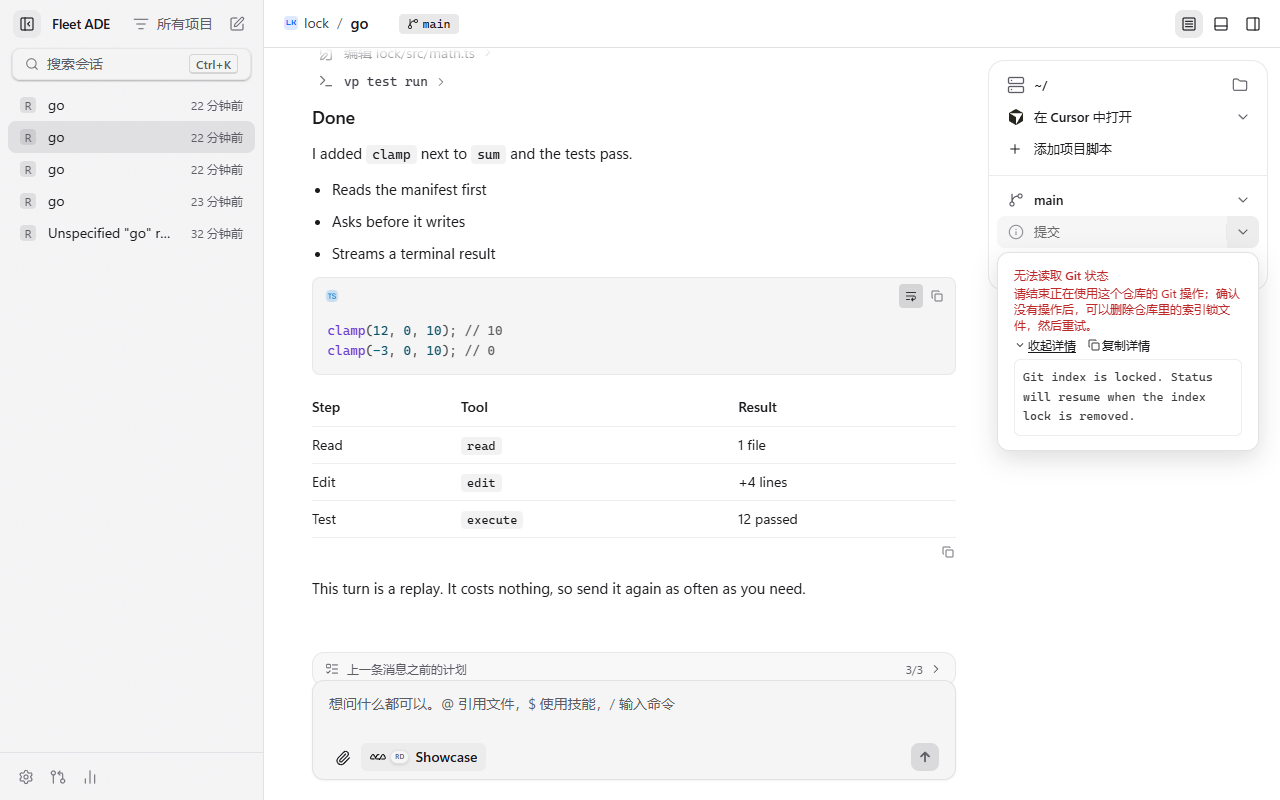 Fleet ADE
所有项目
搜索会话
Ctrl+K
R go 22 分钟前
R go 22 分钟前
R go 22 分钟前
R go 23 分钟前
R Unspecified "go" r... 32 分钟前
LK lock / go
main
编辑 lock/src/math.ts
vp test run
Done
I added clamp next to sum and the tests pass.
Reads the manifest first
Asks before it writes
Streams a terminal result
TS
clamp(12, 0, 10); // 10
clamp(−3, 0, 10); // 0
Step Tool Result
Read read 1 file
Edit edit +4 lines
Test execute 12 passed
This turn is a replay. It costs nothing, so send it again as often as you need.
上一条消息之前的计划 3/3
想问什么都可以。@ 引用文件，$ 使用技能，/ 输入命令
RD Showcase
~/
在 Cursor 中打开
添加项目脚本
main
提交
无法读取 Git 状态
请结束正在使用这个仓库的 Git 操作；确认
没有操作后，可以删除仓库里的索引锁文
件，然后重试。
收起详情 复制详情
Git index is locked. Status
will resume when the index
lock is removed.